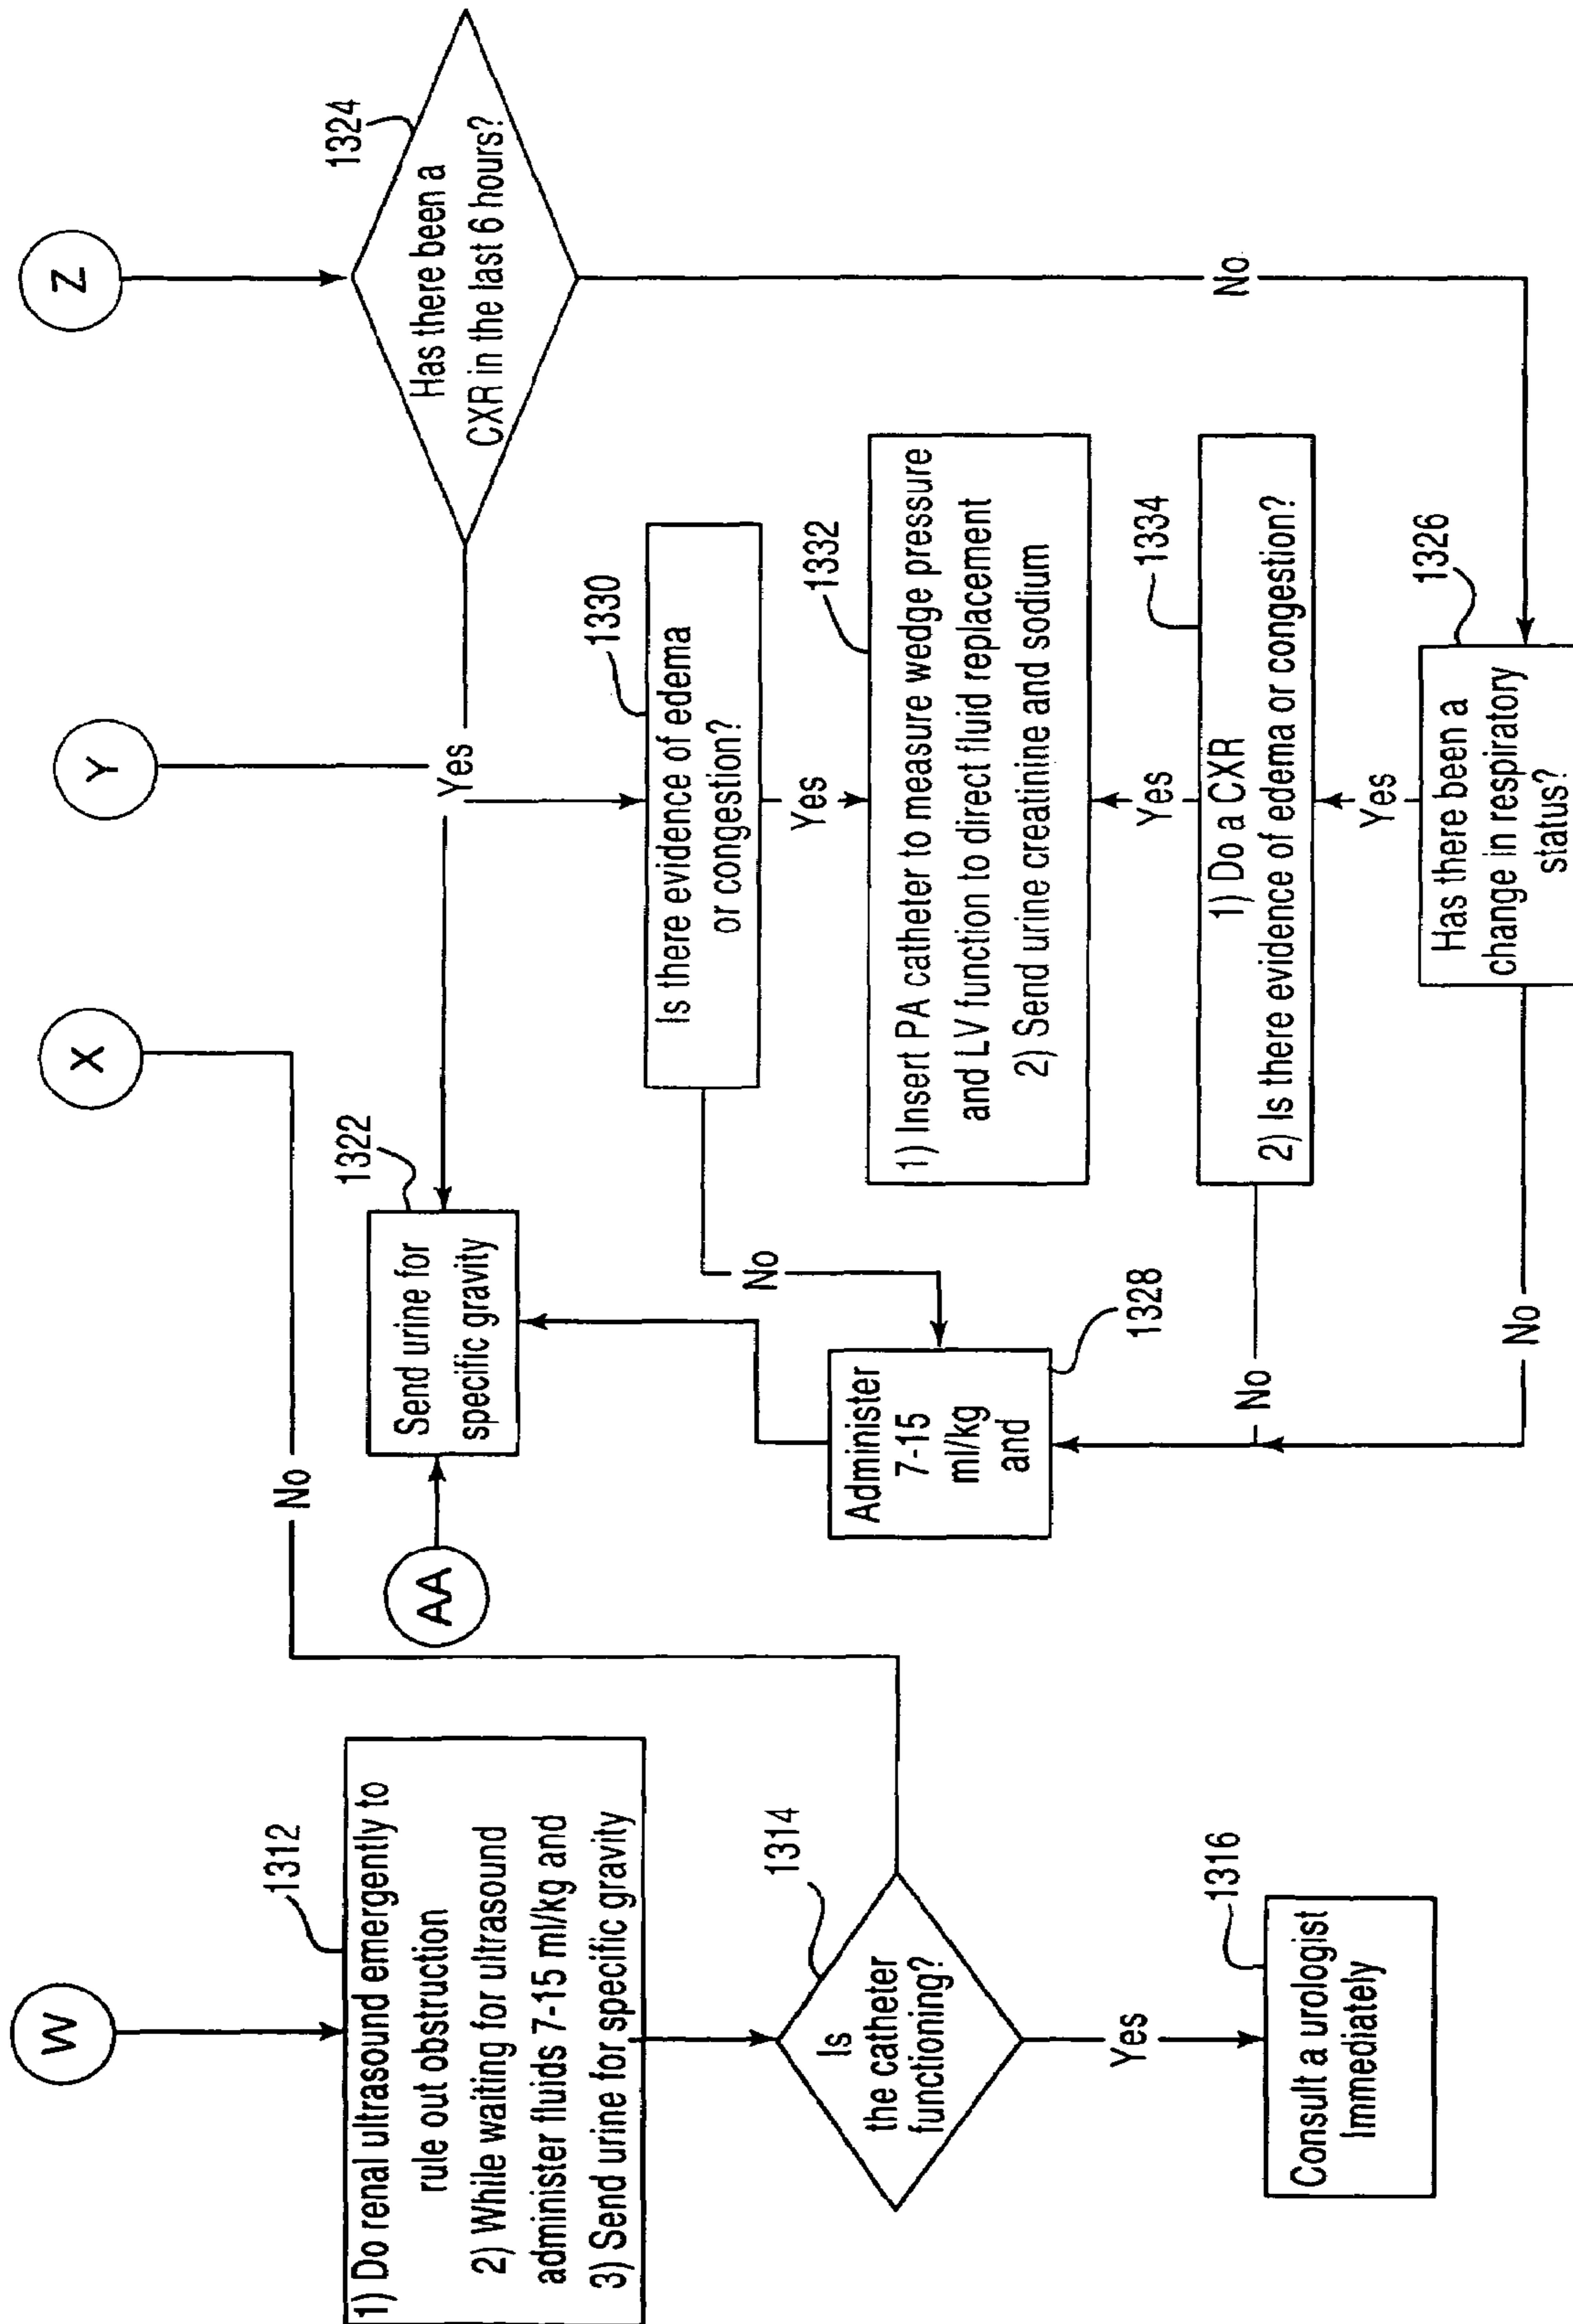 W
1312
1) Do renal ultrasound emergently to
rule out obstruction
2) While waiting for ultrasound
administer fluids 7-15 ml/kg and
3) Send urine for specific gravity
1314
Is
the catheter
functioning?
Yes
1316
Consult a urologist
Immediately
No
X
AA
1322
Send urine for
specific gravity
Y
Yes
Z
1324
Has there been a
CXR in the last 6 hours?
No
1330
Is there evidence of edema
or congestion?
No
Yes
1328
Administer
7-15
ml/kg
and
1332
1) Insert PA catheter to measure wedge pressure
and LV function to direct fluid replacement
2) Send urine creatinine and sodium
Yes
1334
1) Do a CXR
2) Is there evidence of edema or congestion?
No
Yes
1326
Has there been a
change in respiratory
status?
No